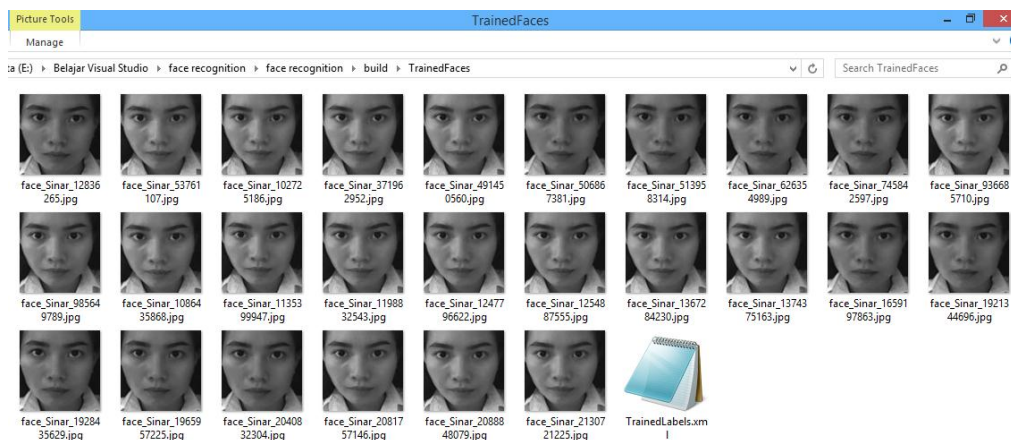 Picture Tools
TrainedFaces
Manage
ta (E:) Belajar Visual Studio face recognition face recognition build TrainedFaces
Search TrainedFaces
face_Sinar_12836
265.jpg
face_Sinar_53761
107.jpg
face_Sinar_10272
5186.jpg
face_Sinar_37196
2952.jpg
face_Sinar_49145
0560.jpg
face_Sinar_50686
7381.jpg
face_Sinar_51395
8314.jpg
face_Sinar_62635
4989.jpg
face_Sinar_74584
2597.jpg
face_Sinar_93668
5710.jpg
face_Sinar_98564
9789.jpg
face_Sinar_10864
35868.jpg
face_Sinar_11353
99947.jpg
face_Sinar_11988
32543.jpg
face_Sinar_12477
96622.jpg
face_Sinar_12548
87555.jpg
face_Sinar_13672
84230.jpg
face_Sinar_13743
75163.jpg
face_Sinar_16591
97863.jpg
face_Sinar_19213
44696.jpg
face_Sinar_19284
35629.jpg
face_Sinar_19659
57225.jpg
face_Sinar_20408
32304.jpg
face_Sinar_20817
57146.jpg
face_Sinar_20888
48079.jpg
face_Sinar_21307
21225.jpg
TrainedLabels.xm
l